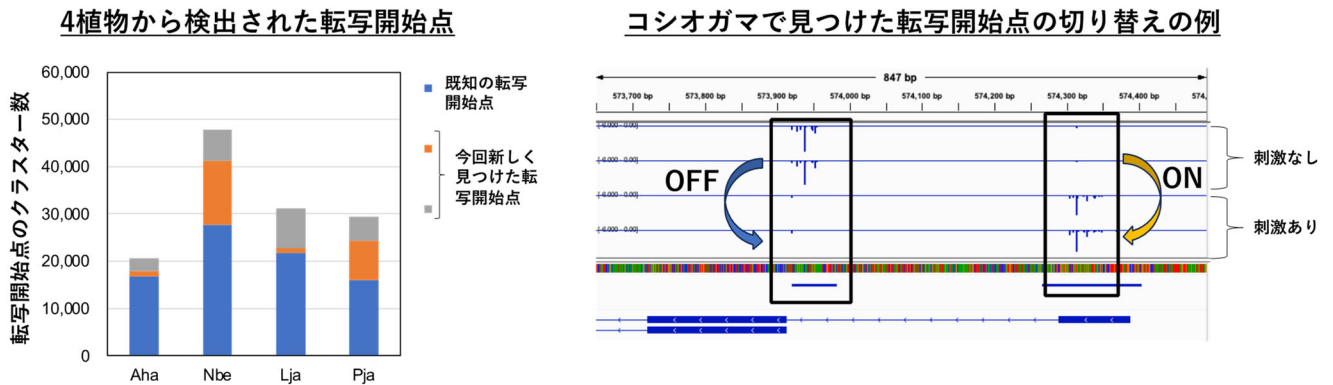 4植物から検出された転写開始点
転写開始点のクラスター数
60,000
50,000
40,000
30,000
20,000
10,000
0
Aha Nbe Lja Pja
既知の転写
開始点
今回新しく
見つけた転
写開始点
コシオガマで見つけた転写開始点の切り替えの例
847 bp
573,700 bp 573,800 bp 573,900 bp 574,000 bp 574,100 bp 574,200 bp 574,300 bp 574,400 bp 574,
OFF
ON
刺激なし
刺激あり